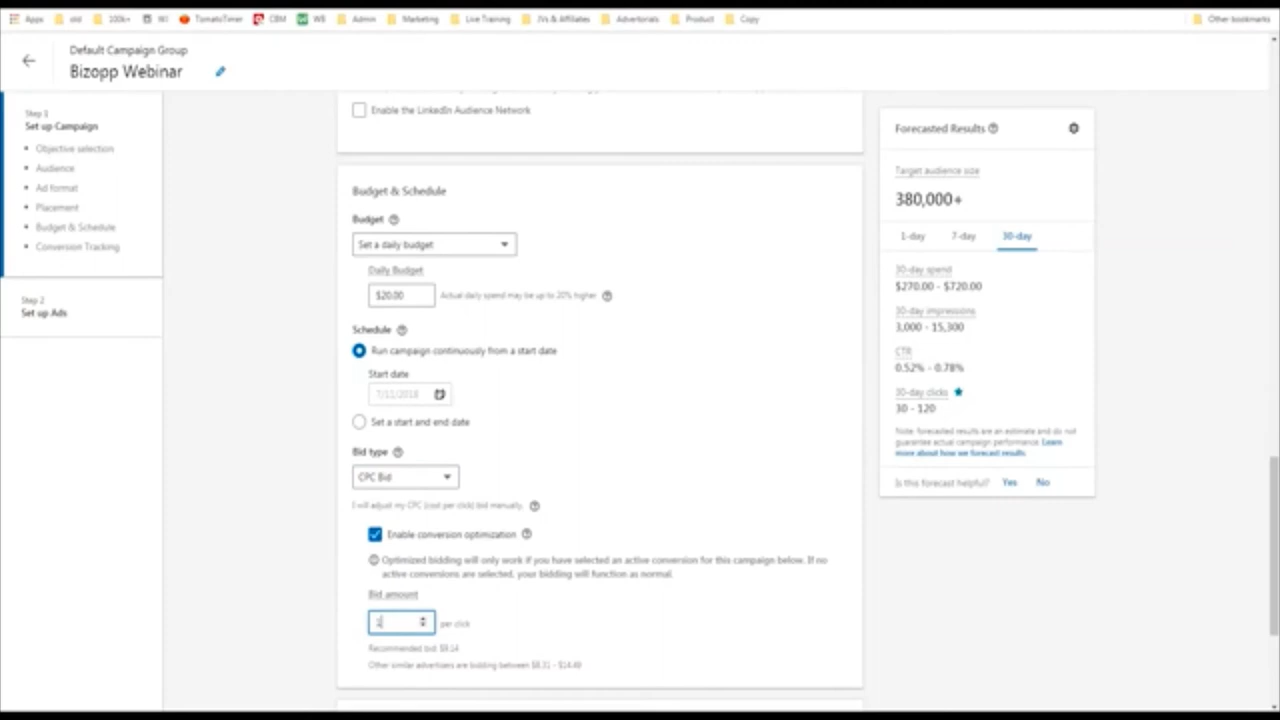 Apps
old
100k+
TomatoTimer
CBM
WB
Admin
Marketing
Live Training
JVs & Affiliates
Advertorials
Product
Copy
Other bookmarks
Default Campaign Group
Bizopp Webinar
Step 1
Set up Campaign
Objective selection
Audience
Ad format
Placement
Budget & Schedule
Conversion Tracking
Step 2
Set up Ads
Enable the LinkedIn Audience Network
Budget & Schedule
Budget
Set a daily budget
Daily Budget
$20.00
Actual daily spend may be up to 20% higher
Schedule
Run campaign continuously from a start date
Start date
7/11/2018
Set a start and end date
Bid type
CPC Bid
I will adjust my CPC (cost per click) bid manually.
Enable conversion optimization
Optimized bidding will only work if you have selected an active conversion for this campaign below. If no
active conversions are selected, your bidding will function as normal.
Bid amount
per click
Recommended bid: $9.14
Other similar advertisers are bidding between $8.31 - $14.49
Forecasted Results
Target audience size
380,000+
1-day
7-day
30-day
30-day spend
$270.00 - $720.00
30-day impressions
3,000 - 15,300
CTR
0.52% - 0.78%
30-day clicks
30 - 120
Note: forecasted results are an estimate and do not
guarantee actual campaign performance. Learn
more about how we forecast results
Is this forecast helpful?
Yes
No